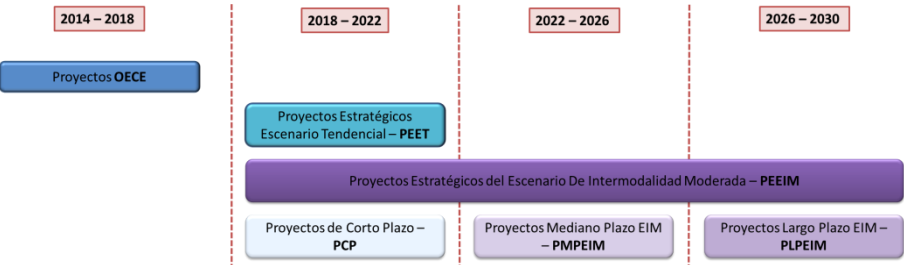 2014 – 2018
2018 – 2022
2022 – 2026
2026 – 2030
Proyectos OECE
Proyectos Estratégicos
Escenario Tendencial – PEET
Proyectos Estratégicos del Escenario De Intermodalidad Moderada – PEEIM
Proyectos de Corto Plazo –
PCP
Proyectos Mediano Plazo EIM
– PMPEIM
Proyectos Largo Plazo EIM –
PLPEIM